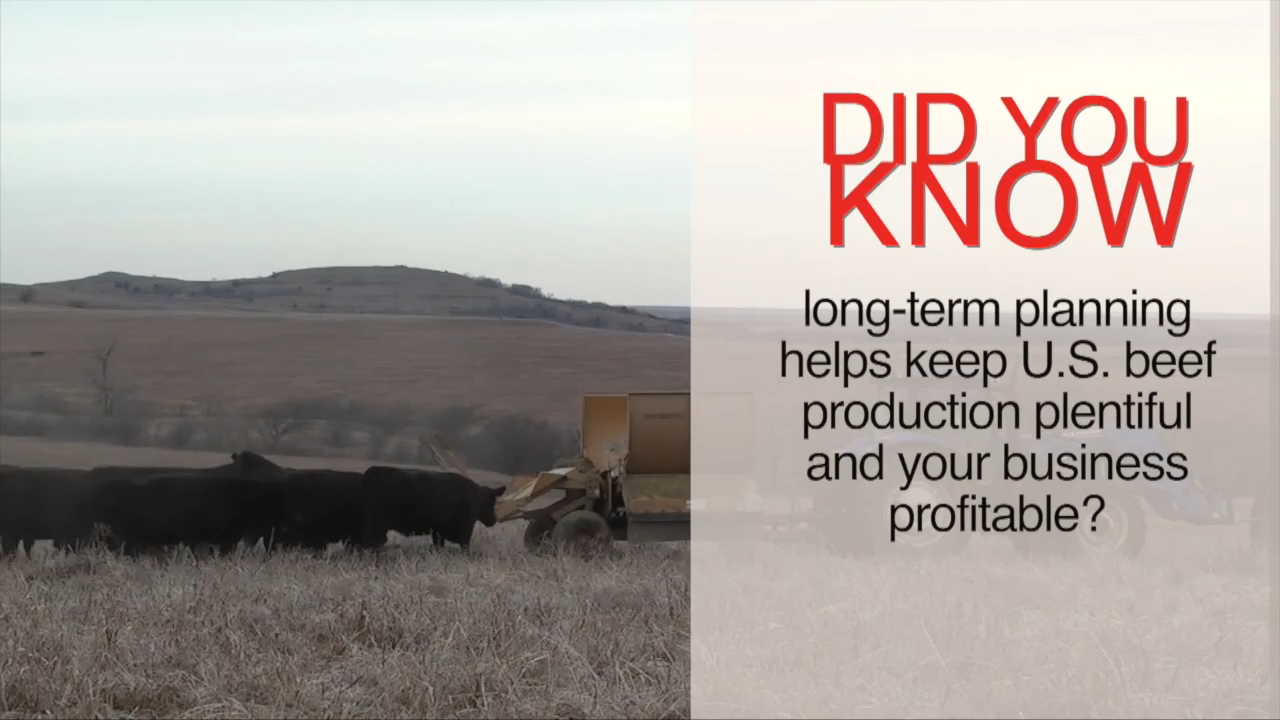 DID YOU
KNOW
long-term planning
helps keep U.S. beef
production plentiful
and your business
profitable?